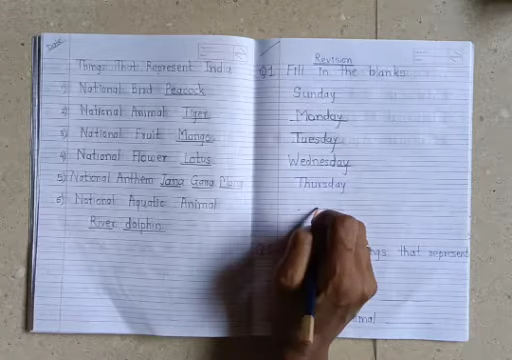 Date:
Things That Represent India
1) National Bird Peacock
2) National Animal Tiger
3) National Fruit Mango
4) National Flower Lotus
5) National Anthem Jana Gana Mana
6) National Aquatic Animal
River dolphin
Revision
Q1 Fill in the blanks:
Sunday
Monday
Tuesday
Wednesday
Thursday
that represent